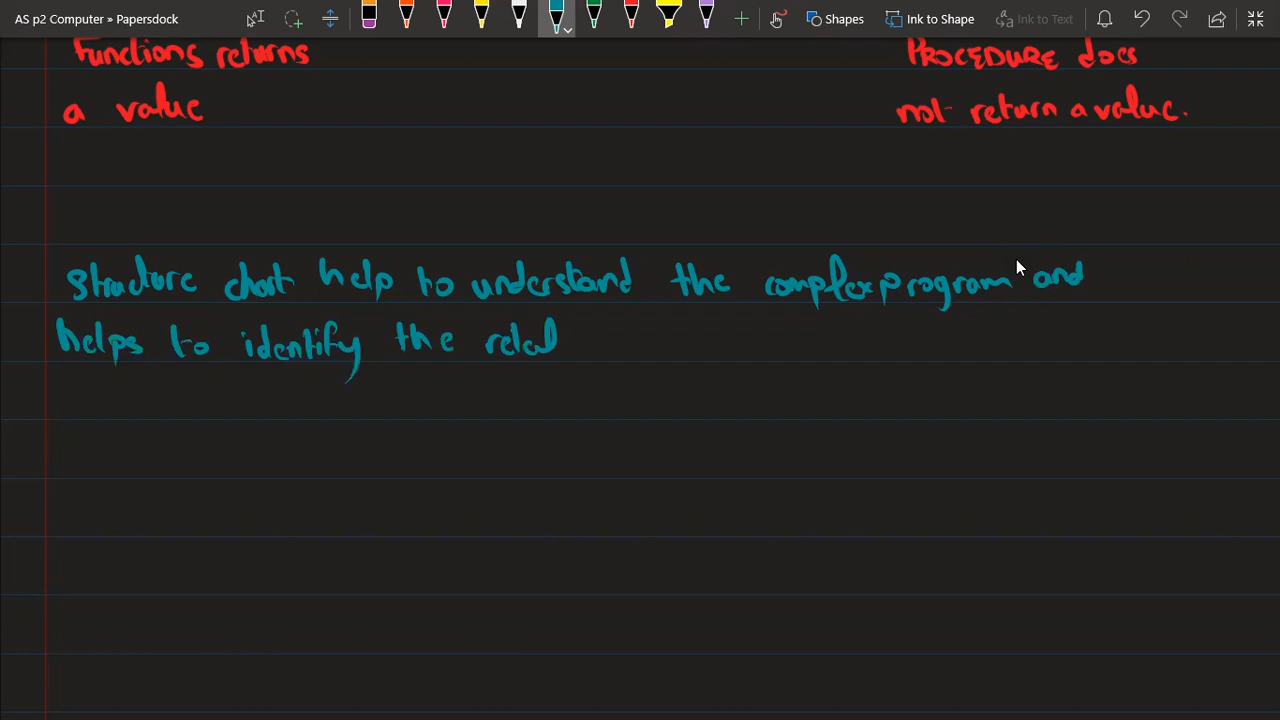 AS p2 Computer » Papersdock
Shapes
Ink to Shape
Ink to Text
Functions returns
a value
PROCEDURE does
not return a value.
Structure chart help to understand the complex program and
helps to identify the relat